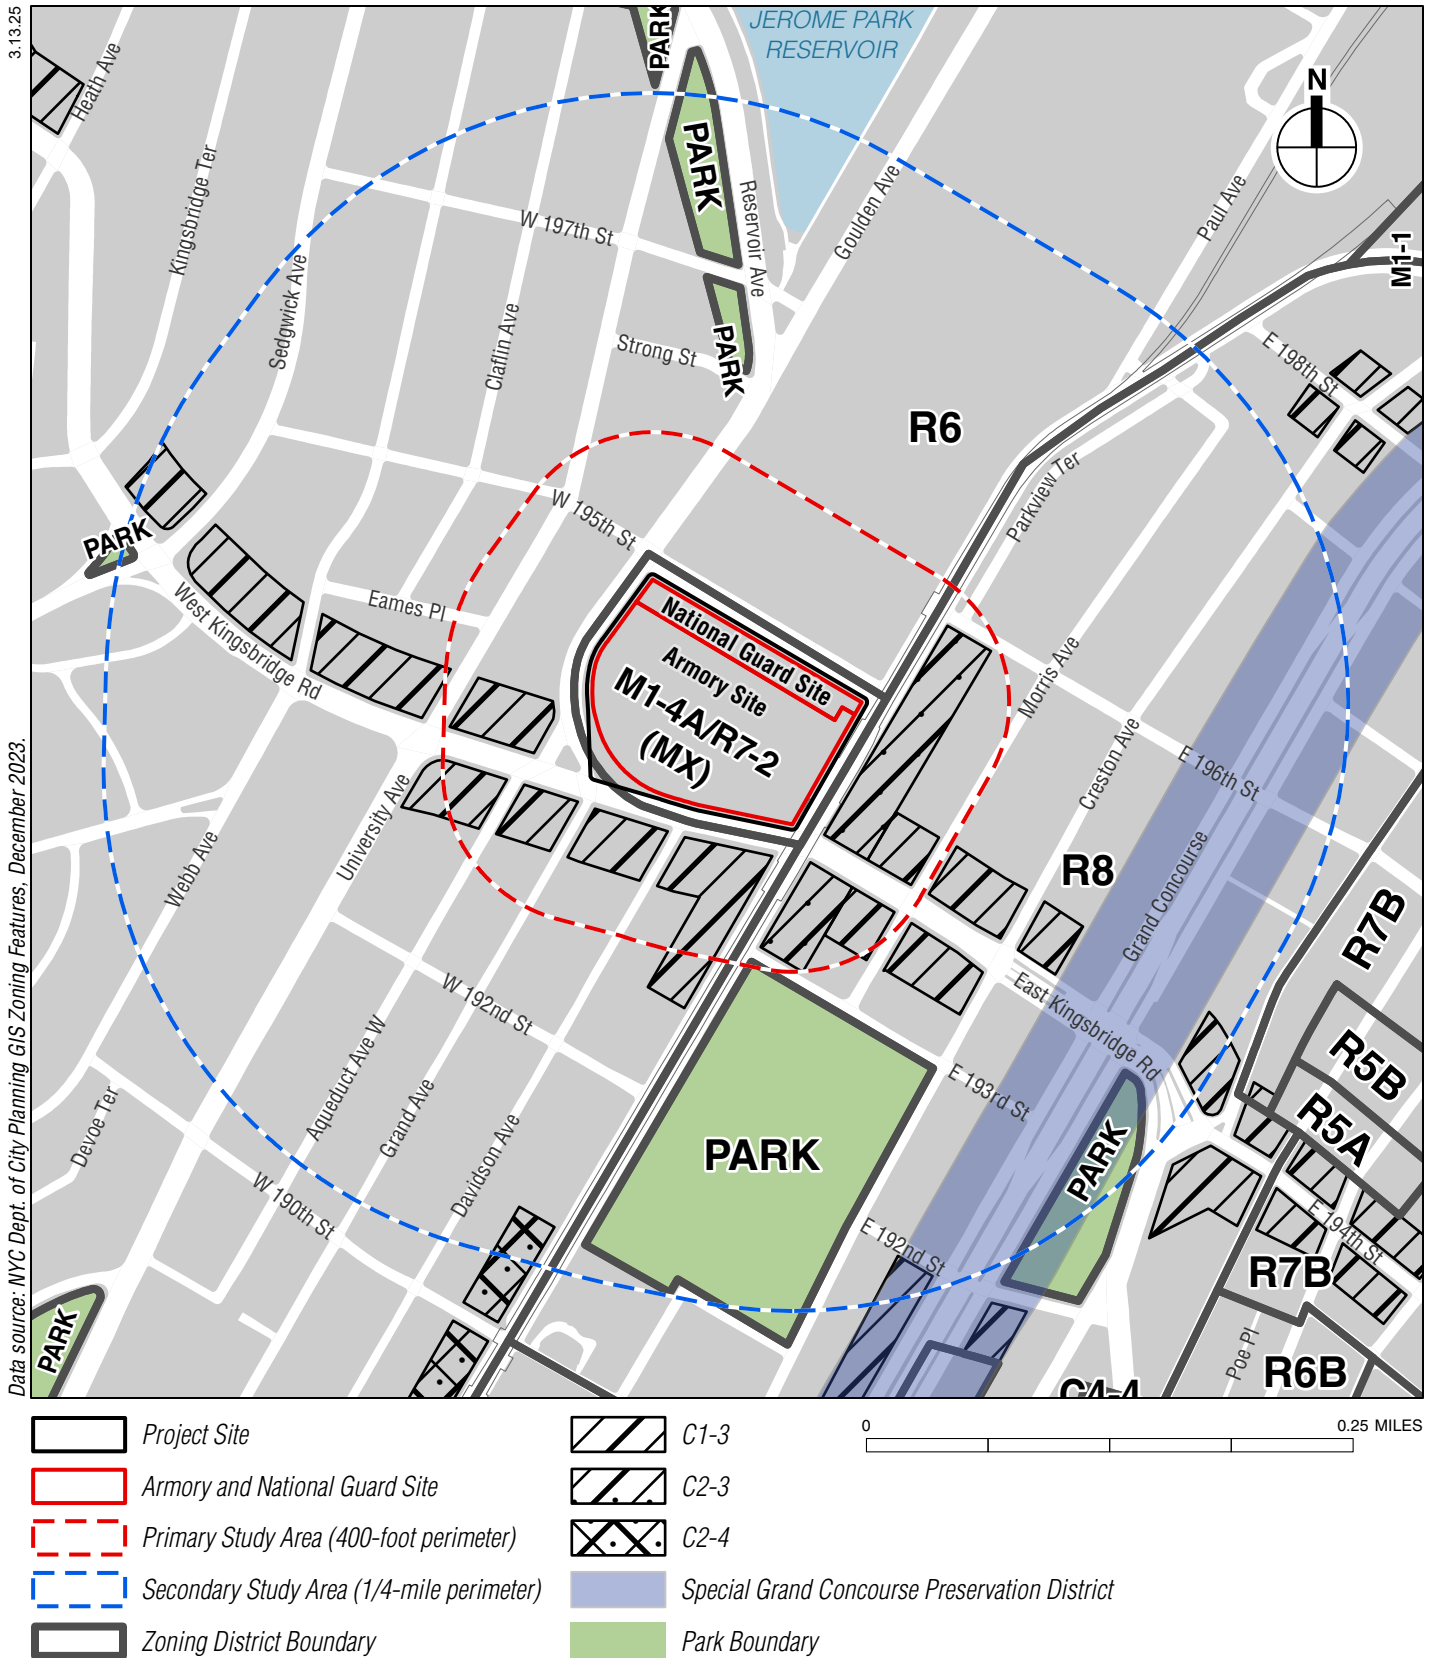 3.13.25
Heath Ave
PARK
JEROME PARK
RESERVOIR
N
Kingsbridge Ter
PARK
Reservoir Ave
Goulden Ave
Paul Ave
W 197th St
M1-1
Sedgwick Ave
Claflin Ave
Strong St
PARK
E 198th St
R6
Parkview Ter
W 195th St
PARK
Eames Pl
West Kingsbridge Rd
National Guard Site
Armory Site
M1-4A/R7-2
(MX)
Morris Ave
Creston Ave
E 196th St
University Ave
Webb Ave
R8
Grand Concourse
R7B
W 192nd St
East Kingsbridge Rd
Aqueduct Ave W
Grand Ave
Davidson Ave
Devoe Ter
E 193rd St
R5B
R5A
PARK
PARK
W 190th St
E 192nd St
E 194th St
R7B
PARK
Poe Pl
R6B
C4-4
Data source: NYC Dept. of City Planning GIS Zoning Features, December 2023.
Project Site
Armory and National Guard Site
Primary Study Area (400-foot perimeter)
Secondary Study Area (1/4-mile perimeter)
Zoning District Boundary
C1-3
C2-3
C2-4
Special Grand Concourse Preservation District
Park Boundary
0
0.25 MILES